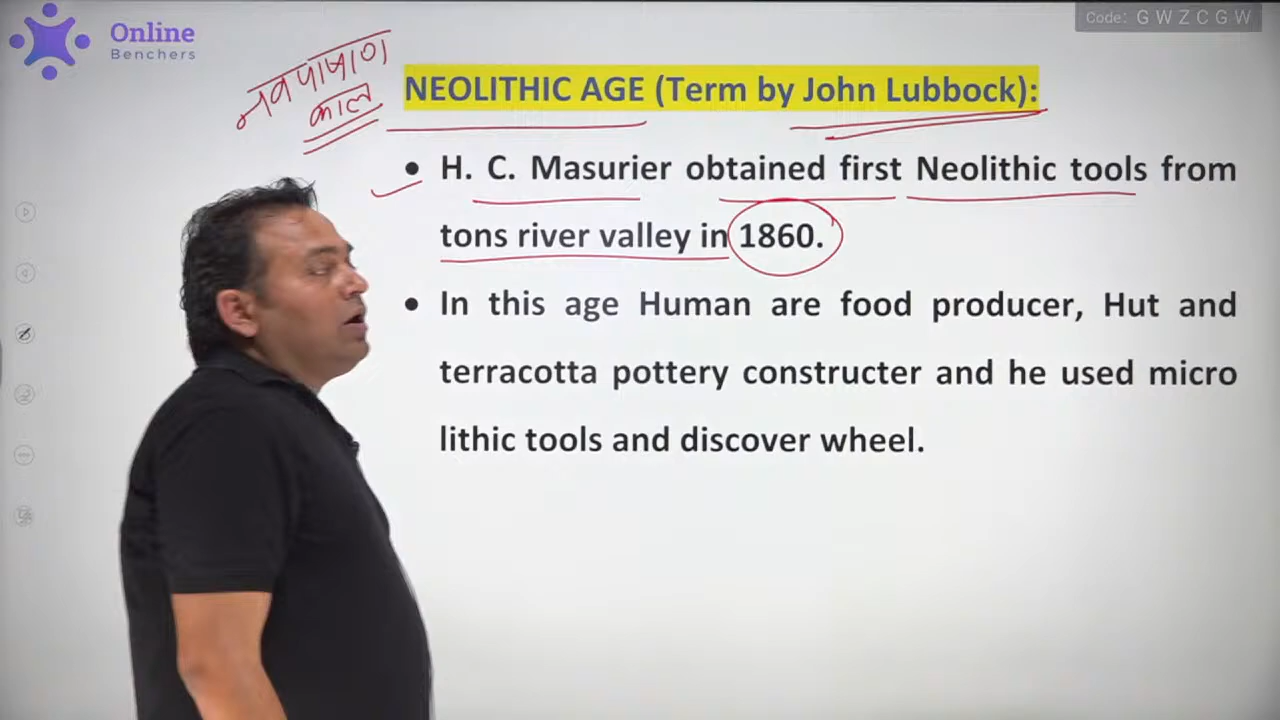 Online
Benchers
Code: G W Z C G W
नवपाषाण
काल
NEOLITHIC AGE (Term by John Lubbock):
• H. C. Masurier obtained first Neolithic tools from
tons river valley in 1860.
• In this age Human are food producer, Hut and
terracotta pottery constructer and he used micro
lithic tools and discover wheel.